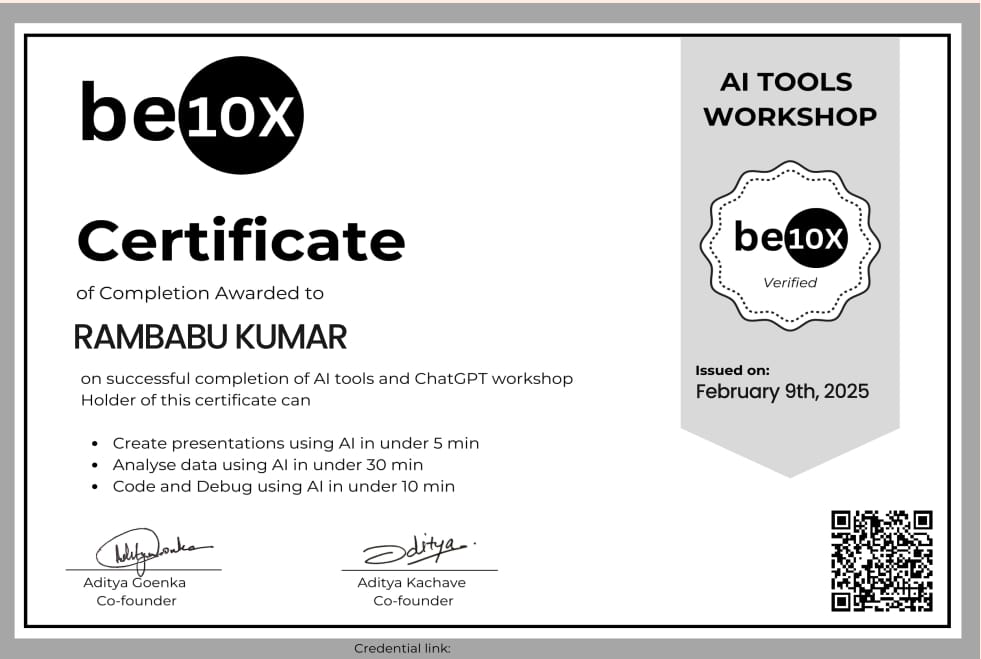 be10X
Certificate
of Completion Awarded to
RAMBABU KUMAR
on successful completion of AI tools and ChatGPT workshop
Holder of this certificate can
• Create presentations using AI in under 5 min
• Analyse data using AI in under 30 min
• Code and Debug using AI in under 10 min
Aditya Goenka
Co-founder
Aditya
Aditya Kachave
Co-founder
AI TOOLS
WORKSHOP
be10X
Verified
Issued on:
February 9th, 2025
Credential link: